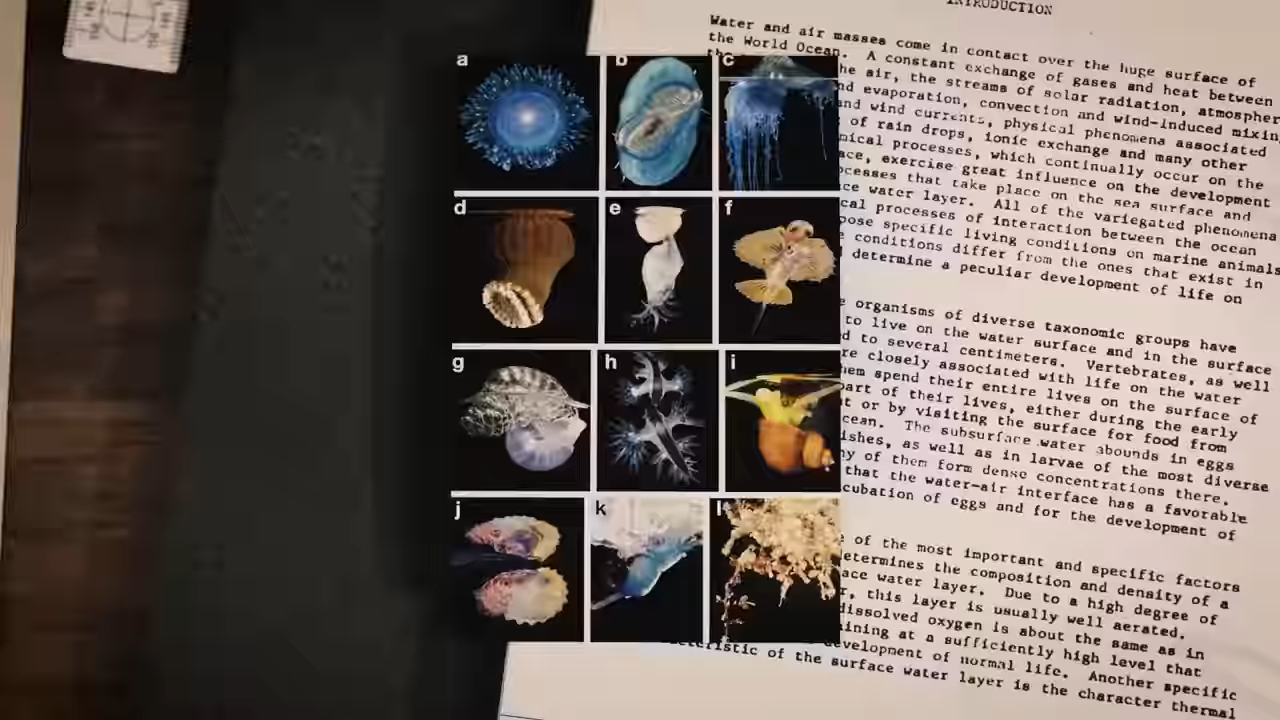 INTRODUCTION
Water and air masses come in contact over the huge surface of
the World Ocean. A constant exchange of gases and heat between
the air, the streams of solar radiation, atmospher
nd evaporation, convection and wind-induced mixin
and wind currents, physical phenomena associated
of rain drops, ionic exchange and many other
mical processes, which continually occur on the
ace, exercise great influence on the development
ocesses that take place on the sea surface and
ce water layer. All of the variegated phenomena
cal processes of interaction between the ocean
pose specific living conditions on marine animals
e conditions differ from the ones that exist in
determine a peculiar development of life on
e organisms of diverse taxonomic groups have
to live on the water surface and in the surface
d to several centimeters. Vertebrates, as well
re closely associated with life on the water
hem spend their entire lives on the surface of
part of their lives, either during the early
t or by visiting the surface for food from
cean. The subsurface water abounds in eggs
ishes, as well as in larvae of the most diverse
ny of them form dense concentrations there.
that the water-air interface has a favorable
cubation of eggs and for the development of
e of the most important and specific factors
determines the composition and density of a
ace water layer. Due to a high degree of
r, this layer is usually well aerated.
dissolved oxygen is about the same as in
ining at a sufficiently high level that
development of normal life. Another specific
cteristic of the surface water layer is the character thermal
a b c
d e f
g h i
j k l